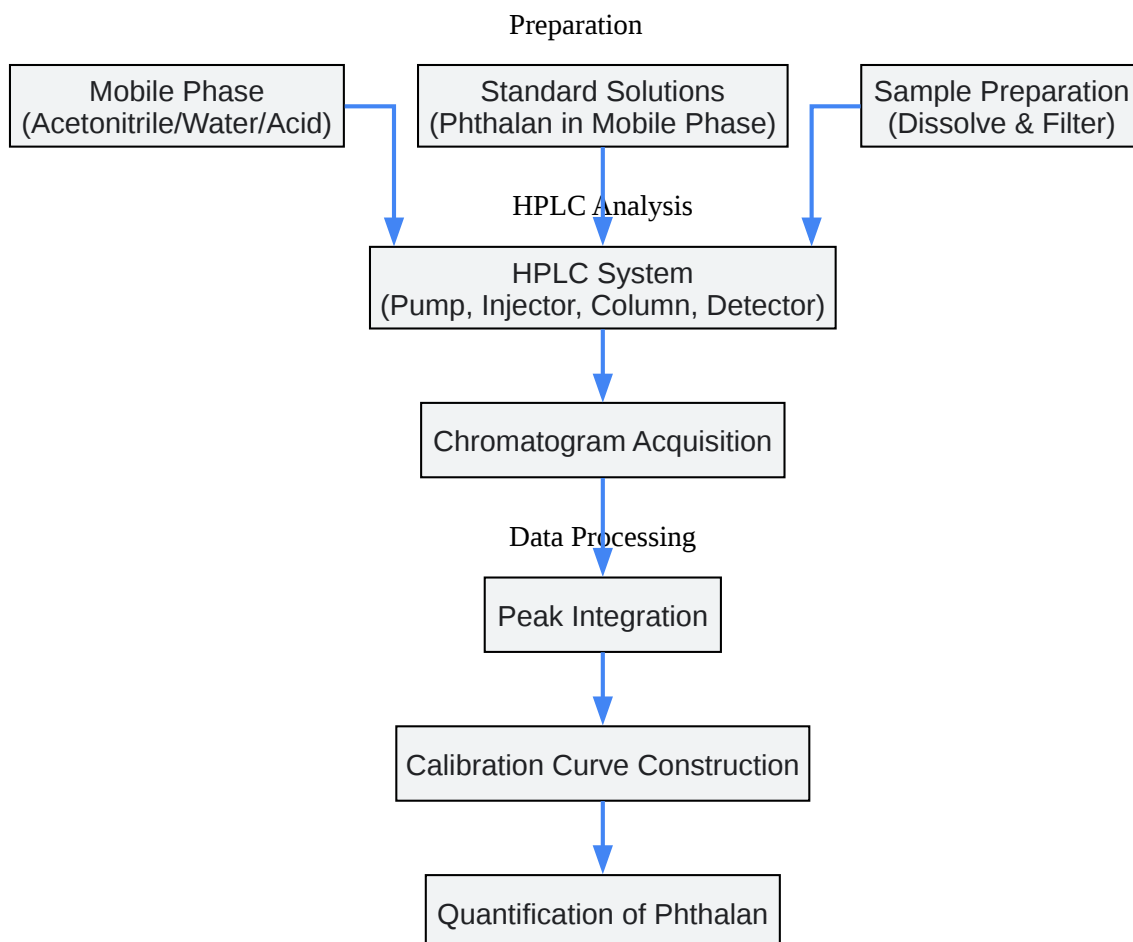 Preparation
Mobile Phase
(Acetonitrile/Water/Acid)
Standard Solutions
(Phthalan in Mobile Phase)
Sample Preparation
(Dissolve & Filter)
HPLC Analysis
HPLC System
(Pump, Injector, Column, Detector)
Chromatogram Acquisition
Data Processing
Peak Integration
Calibration Curve Construction
Quantification of Phthalan